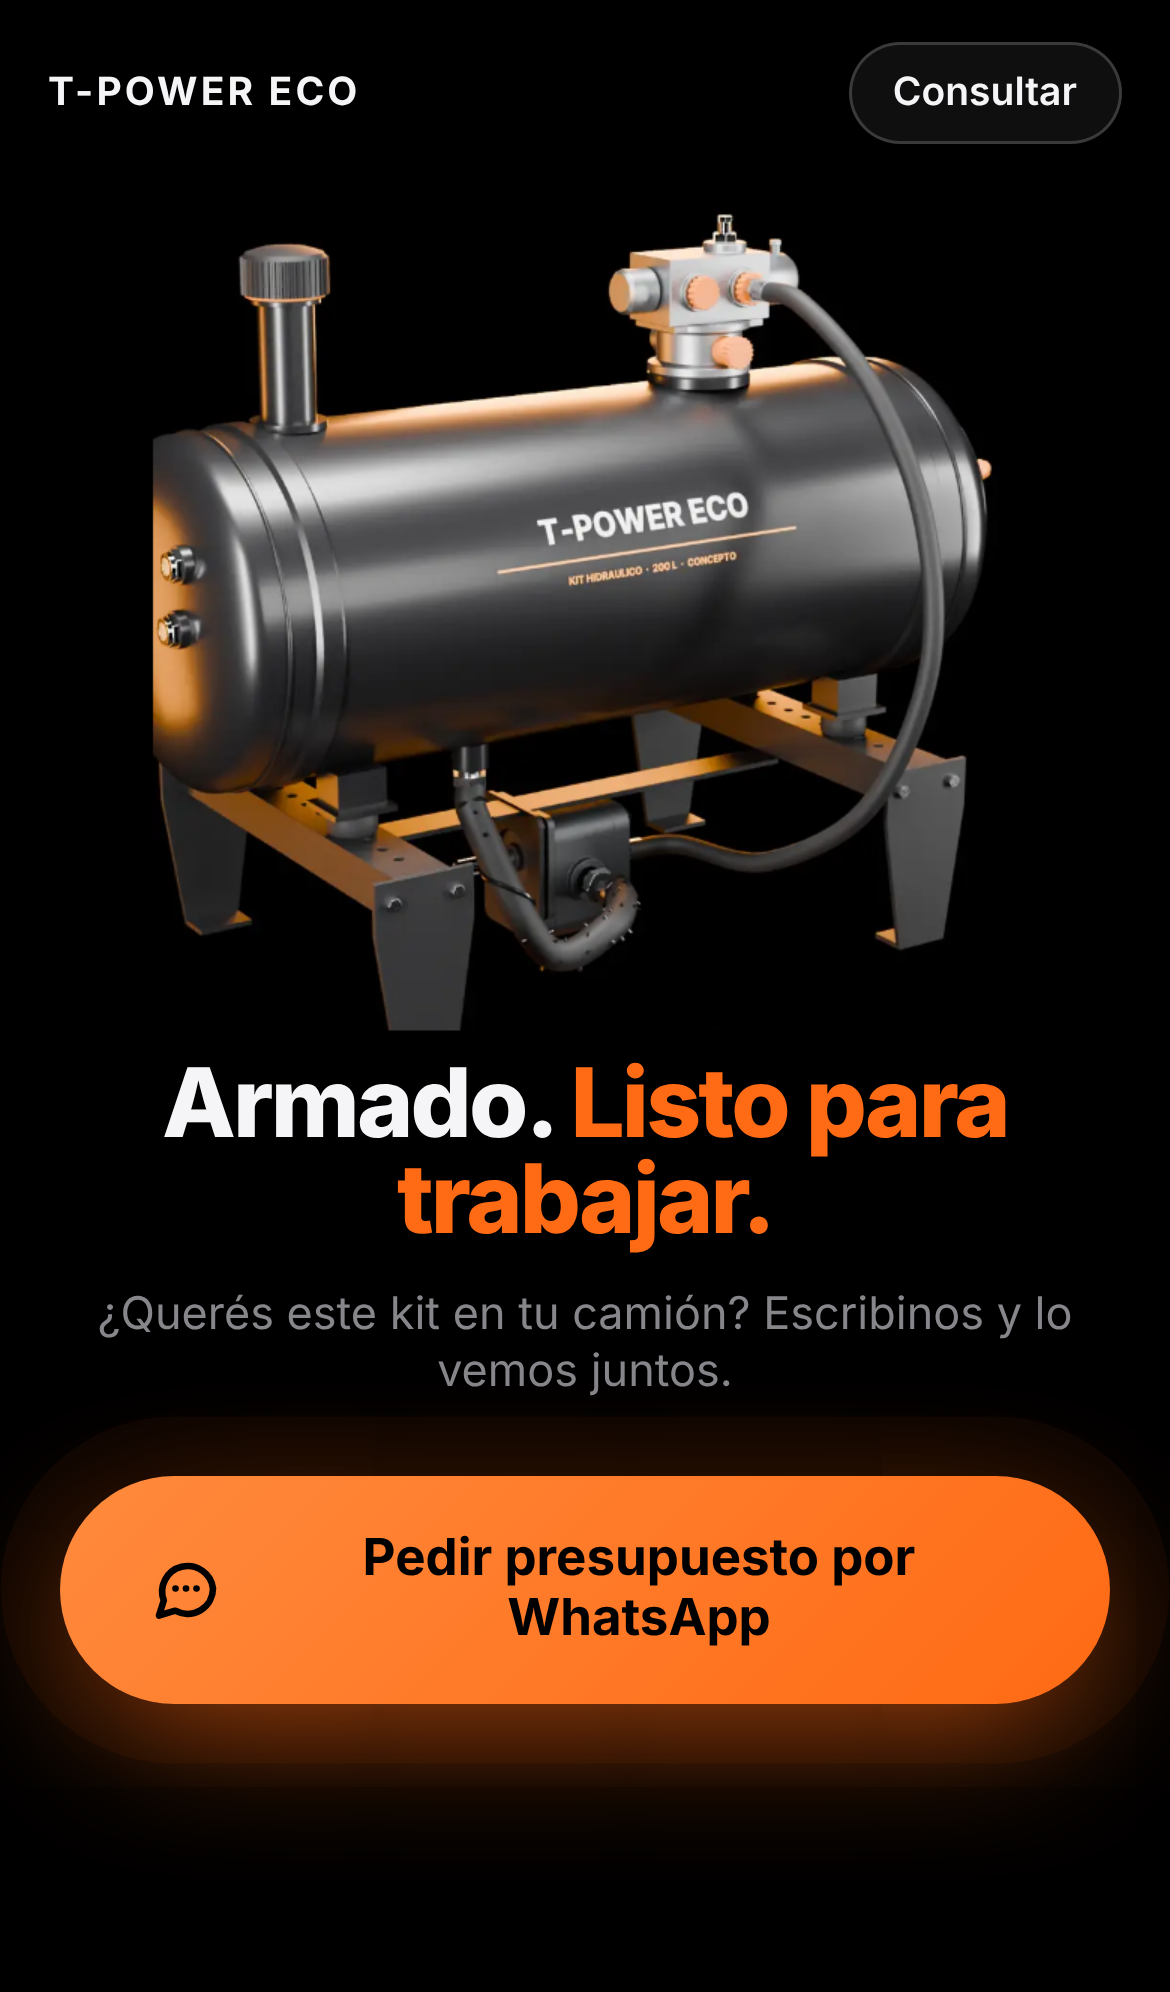 T-POWER ECO
Consultar
T-POWER ECO
KIT HIDRAULICO · 200 L · CONCEPTO
Armado. Listo para
trabajar.
¿Querés este kit en tu camión? Escribinos y lo
vemos juntos.
Pedir presupuesto por
WhatsApp